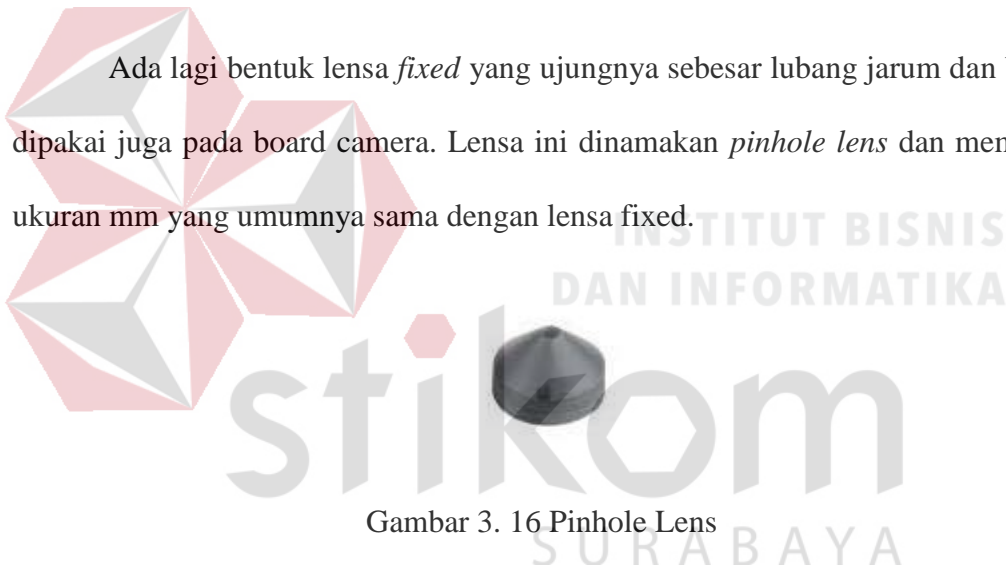 Ada lagi bentuk lensa fixed yang ujungnya sebesar lubang jarum dan
dipakai juga pada board camera. Lensa ini dinamakan pinhole lens dan
ukuran mm yang umumnya sama dengan lensa fixed.
INSTITUT BISNIS
DAN INFORMATIKA
stikom
Gambar 3. 16 Pinhole Lens
SURABAYA